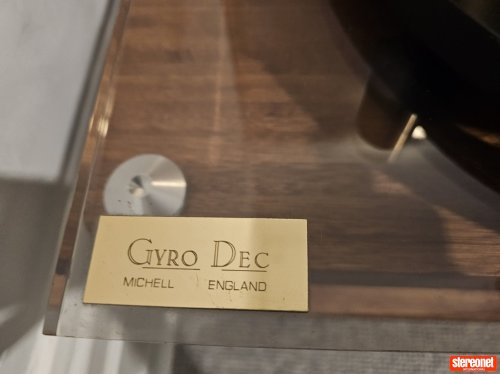 GYRO DEC
MICHELL ENGLAND
stereonet